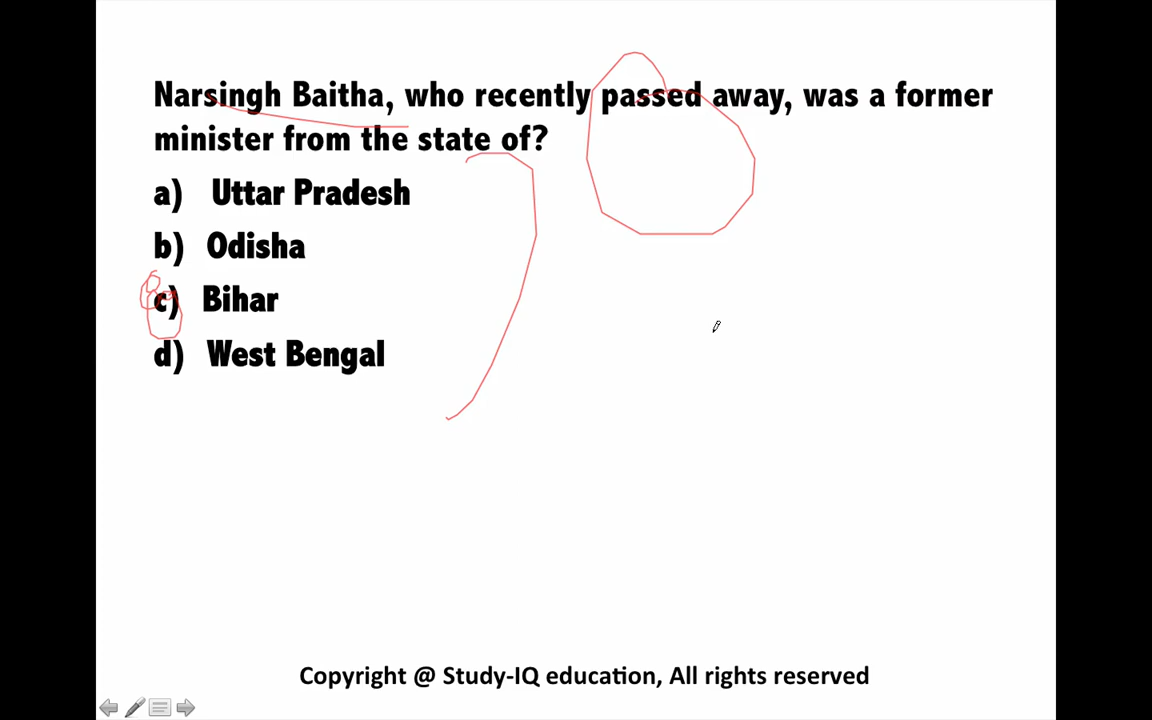 Narsingh Baitha, who recently passed away, was a former
minister from the state of?
a) Uttar Pradesh
b) Odisha
c) Bihar
d) West Bengal
Copyright @ Study-IQ education, All rights reserved